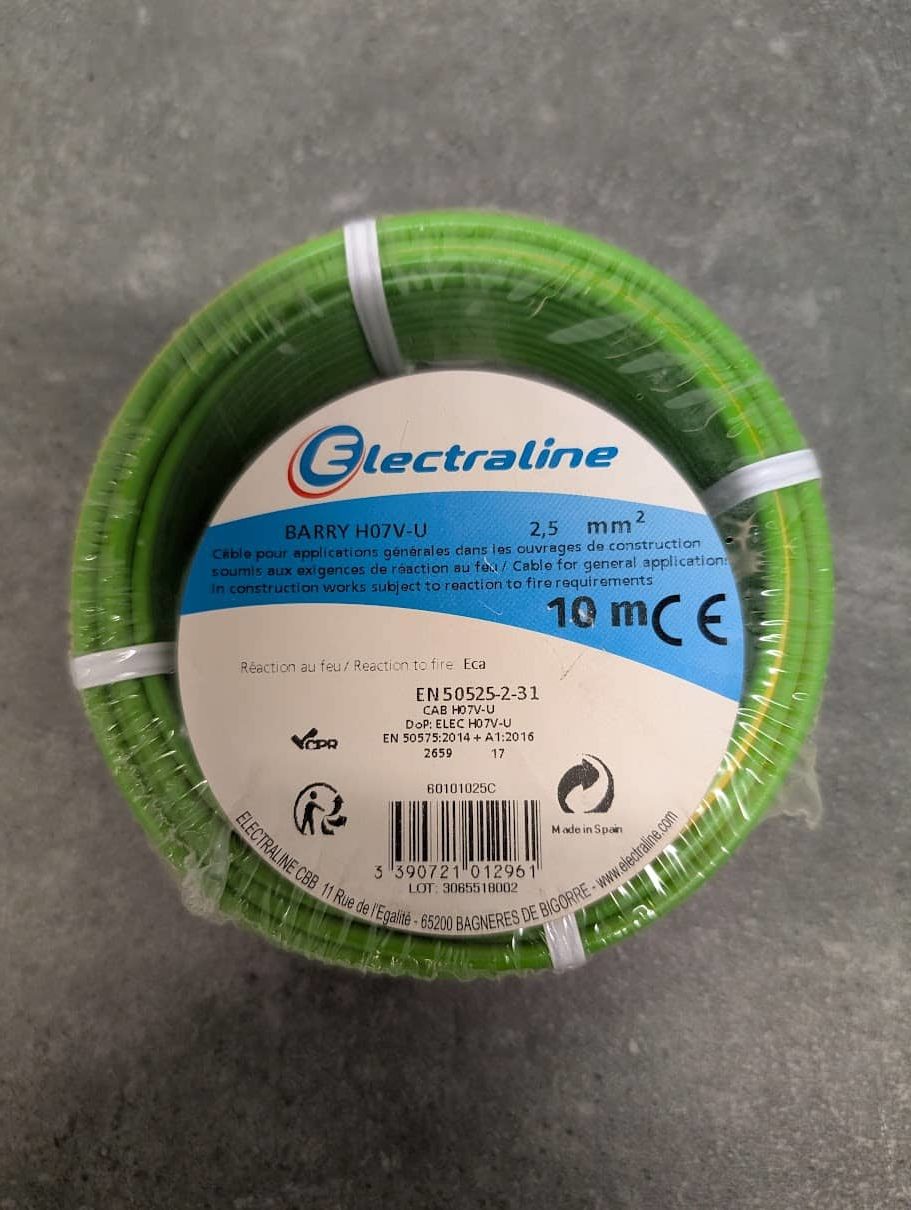 Electraline
BARRY H07V-U 2,5 mm²
Câble pour applications générales dans les ouvrages de construction
soumis aux exigences de réaction au feu / Cable for general application
in construction works subject to reaction to fire requirements
10 m CE
Réaction au feu / Reaction to fire Eca
EN 50525-2-31
CAB H07V-U
DoP: ELEC H07V-U
EN 50575:2014 + A1:2016
2659 17
CPR
60101025C
Made in Spain
3 390721 012961
LOT: 3065518002
ELECTRALINE CBB 11 Rue de l'Egalité - 65200 BAGNERES DE BIGORRE - www.electraline.com